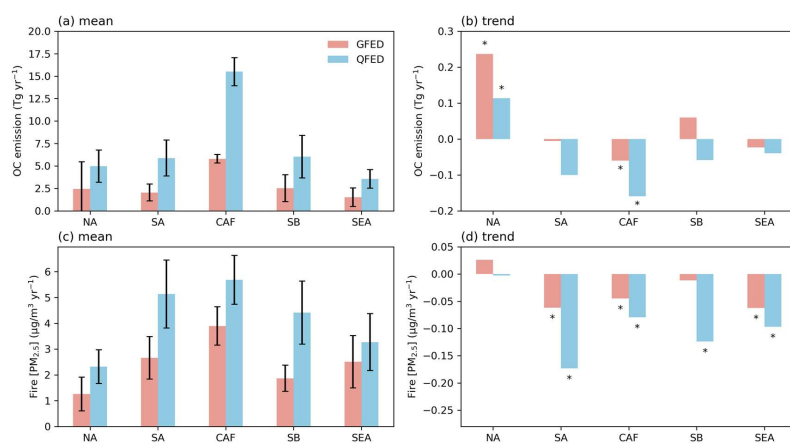 (a) mean
OC emission (Tg yr⁻¹)
20.0
17.5
15.0
12.5
10.0
7.5
5.0
2.5
0.0
GFED
QFED
NA SA CAF SB SEA
(b) trend
OC emission (Tg yr⁻¹)
0.3
0.2
0.1
0.0
−0.1
−0.2
* * * *
NA SA CAF SB SEA
(c) mean
Fire [PM₂.₅] (μg/m³ yr⁻¹)
6
5
4
3
2
1
0
NA SA CAF SB SEA
(d) trend
Fire [PM₂.₅] (μg/m³ yr⁻¹)
0.05
0.00
−0.05
−0.10
−0.15
−0.20
−0.25
* * * * * * *
NA SA CAF SB SEA